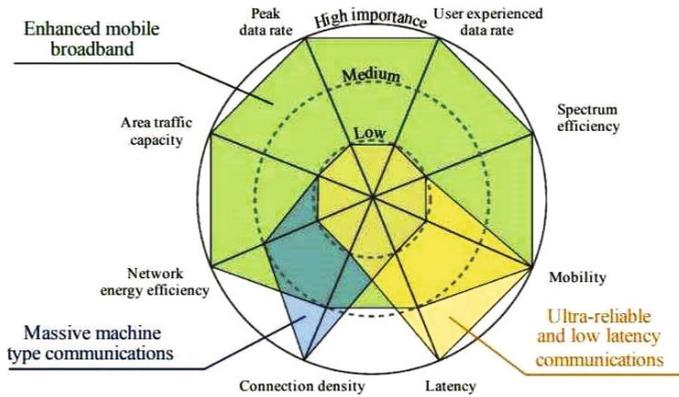 Peak
data rate
High importance
User experienced
data rate
Enhanced mobile
broadband
Medium
Area traffic
capacity
Low
Spectrum
efficiency
Network
energy efficiency
Mobility
Massive machine
type communications
Ultra-reliable
and low latency
communications
Connection density
Latency